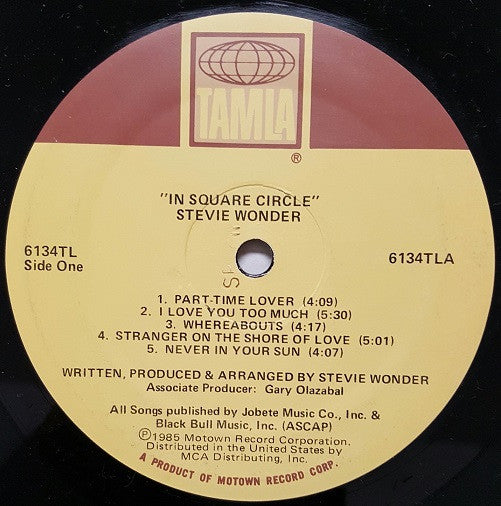 TAMLA
®
"IN SQUARE CIRCLE"
STEVIE WONDER
6134TL
Side One
6134TLA
1. PART-TIME LOVER (4:09)
2. I LOVE YOU TOO MUCH (5:30)
3. WHEREABOUTS (4:17)
4. STRANGER ON THE SHORE OF LOVE (5:01)
5. NEVER IN YOUR SUN (4:07)
WRITTEN, PRODUCED & ARRANGED BY STEVIE WONDER
Associate Producer: Gary Olazabal
All Songs published by Jobete Music Co., Inc. &
Black Bull Music, Inc. (ASCAP)
℗1985 Motown Record Corporation.
Distributed in the United States by
MCA Distributing, Inc.
A PRODUCT OF MOTOWN RECORD CORP.